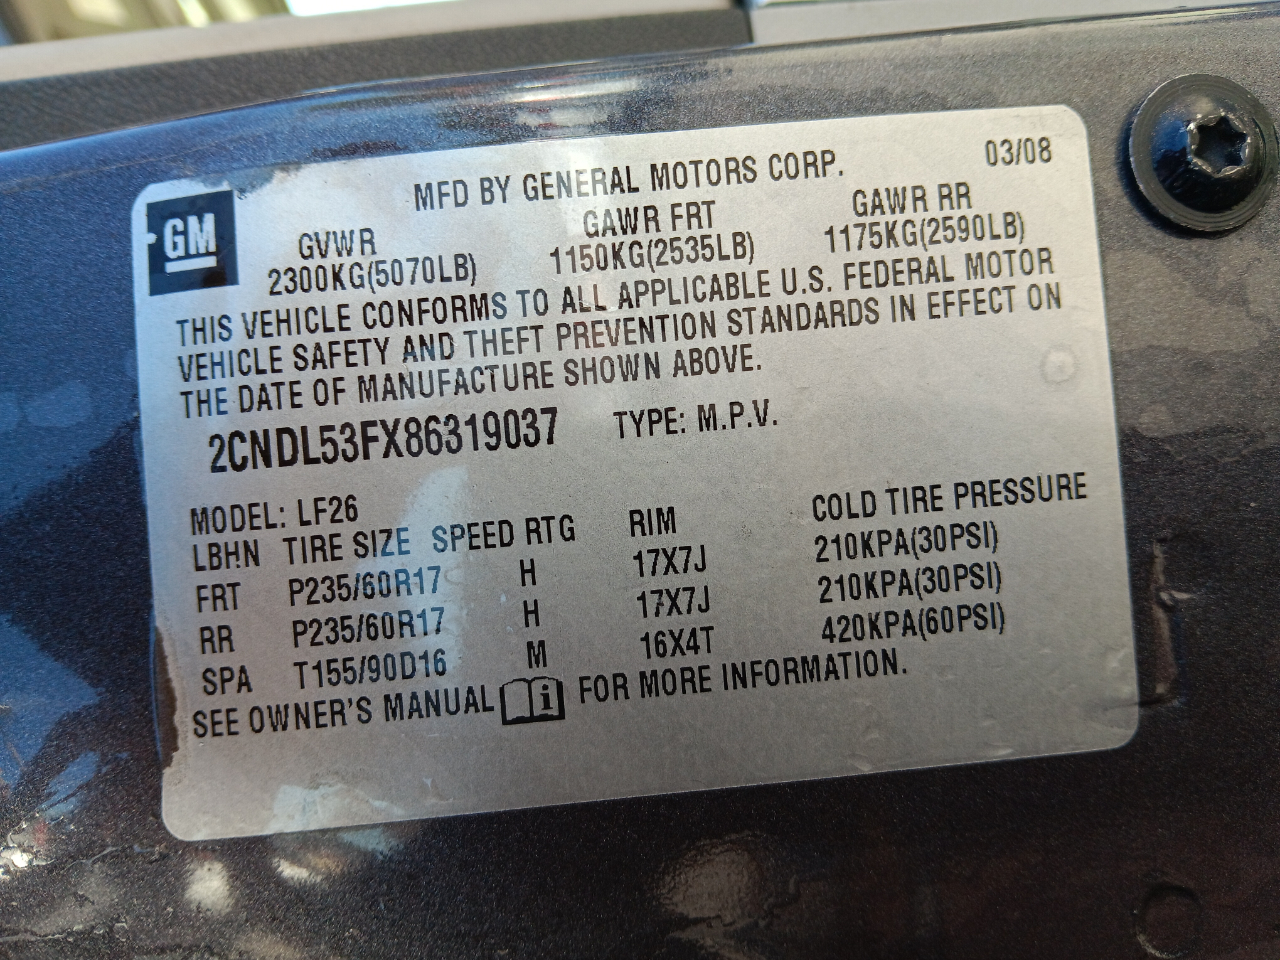 03/08
MFD BY GENERAL MOTORS CORP.
GM
GVWR GAWR FRT GAWR RR
2300KG(5070LB) 1150KG(2535LB) 1175KG(2590LB)
THIS VEHICLE CONFORMS TO ALL APPLICABLE U.S. FEDERAL MOTOR
VEHICLE SAFETY AND THEFT PREVENTION STANDARDS IN EFFECT ON
THE DATE OF MANUFACTURE SHOWN ABOVE.
2CNDL53FX86319037 TYPE: M.P.V.
MODEL: LF26
LBHN TIRE SIZE SPEED RTG RIM COLD TIRE PRESSURE
FRT P235/60R17 H 17X7J 210KPA(30PSI)
RR P235/60R17 H 17X7J 210KPA(30PSI)
SPA T155/90D16 M 16X4T 420KPA(60PSI)
SEE OWNER'S MANUAL i FOR MORE INFORMATION.